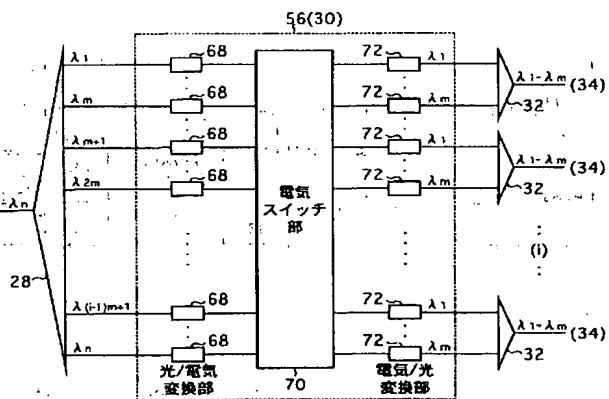 56(30)
λ1 68 72 λ1
λm 68 72 λm λ1-λm (34)
32
λm+1 68 72 λ1
λ2m 68 72 λm λ1-λm (34)
32
-λn
電気
スイッチ
部
28
(i)
λ(i-1)m+1 68 72 λ1
λn 68 72 λm λ1-λm (34)
32
光/電気
変換部
70
電気/光
変換部